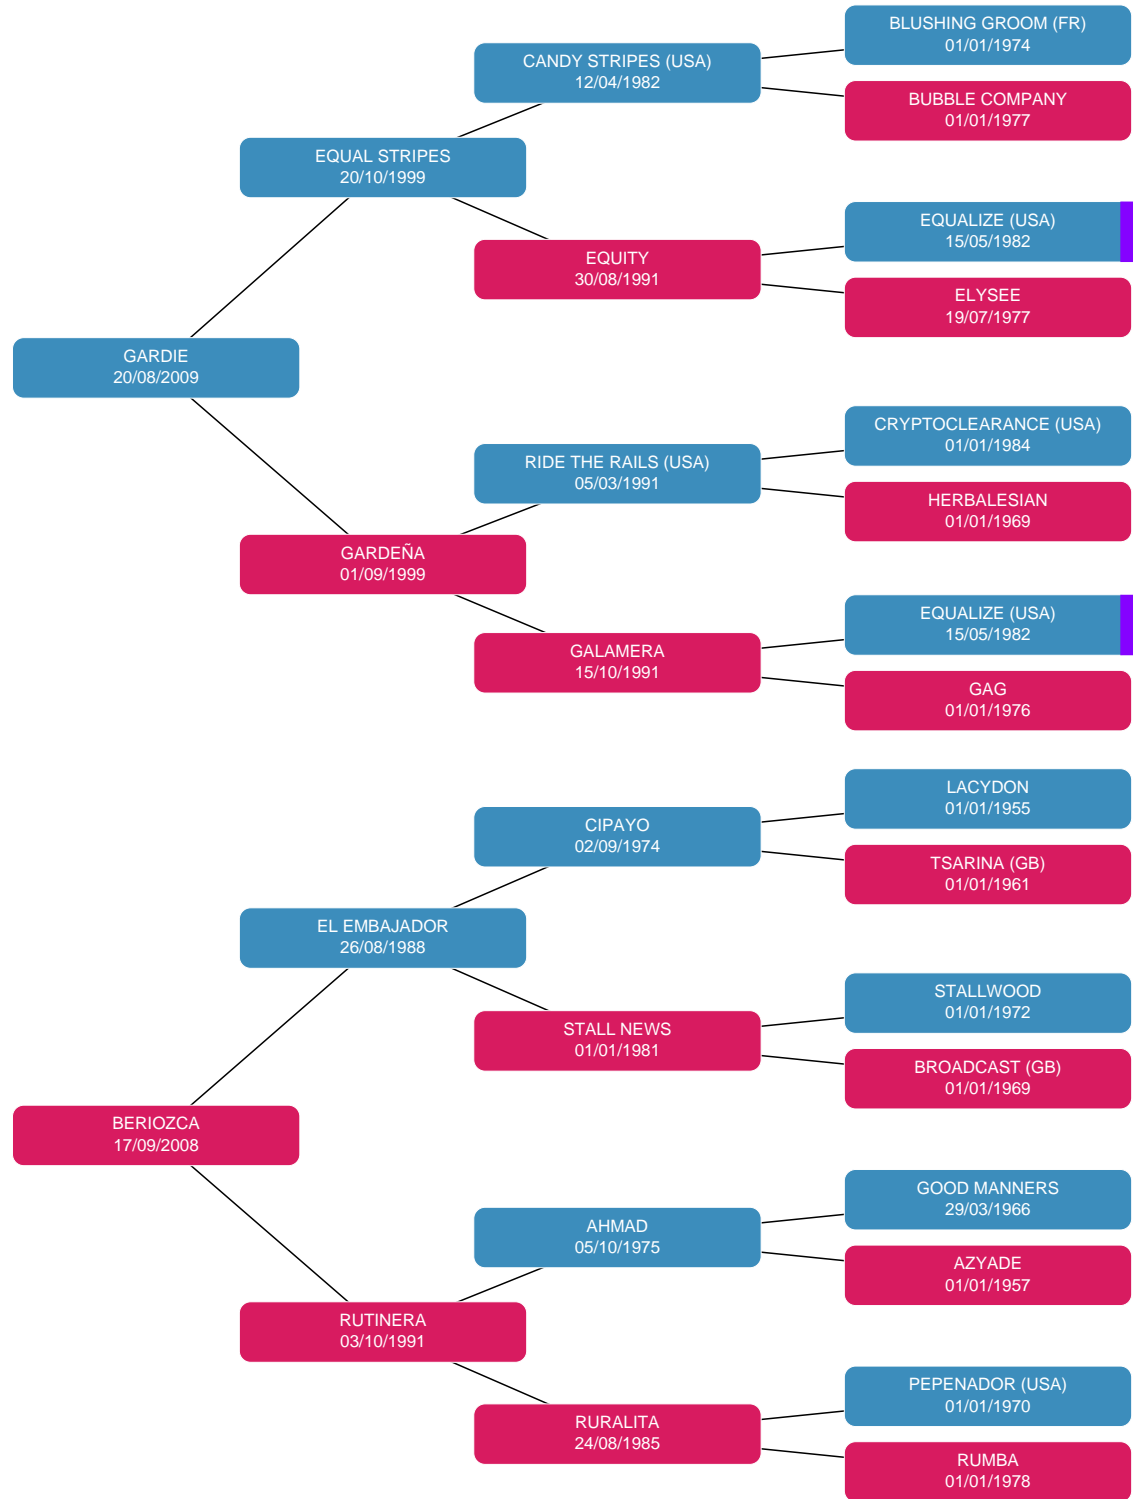 BLUSHING GROOM (FR)
01/01/1974
CANDY STRIPES (USA)
12/04/1982
BUBBLE COMPANY
01/01/1977
EQUAL STRIPES
20/10/1999
EQUALIZE (USA)
15/05/1982
EQUITY
30/08/1991
ELYSEE
19/07/1977
GARDIE
20/08/2009
CRYPTOCLEARANCE (USA)
01/01/1984
RIDE THE RAILS (USA)
05/03/1991
HERBALESIAN
01/01/1969
GARDEÑA
01/09/1999
EQUALIZE (USA)
15/05/1982
GALAMERA
15/10/1991
GAG
01/01/1976
LACYDON
01/01/1955
CIPAYO
02/09/1974
TSARINA (GB)
01/01/1961
EL EMBAJADOR
26/08/1988
STALLWOOD
01/01/1972
STALL NEWS
01/01/1981
BROADCAST (GB)
01/01/1969
BERIOZCA
17/09/2008
GOOD MANNERS
29/03/1966
AHMAD
05/10/1975
AZYADE
01/01/1957
RUTINERA
03/10/1991
PEPENADOR (USA)
01/01/1970
RURALITA
24/08/1985
RUMBA
01/01/1978